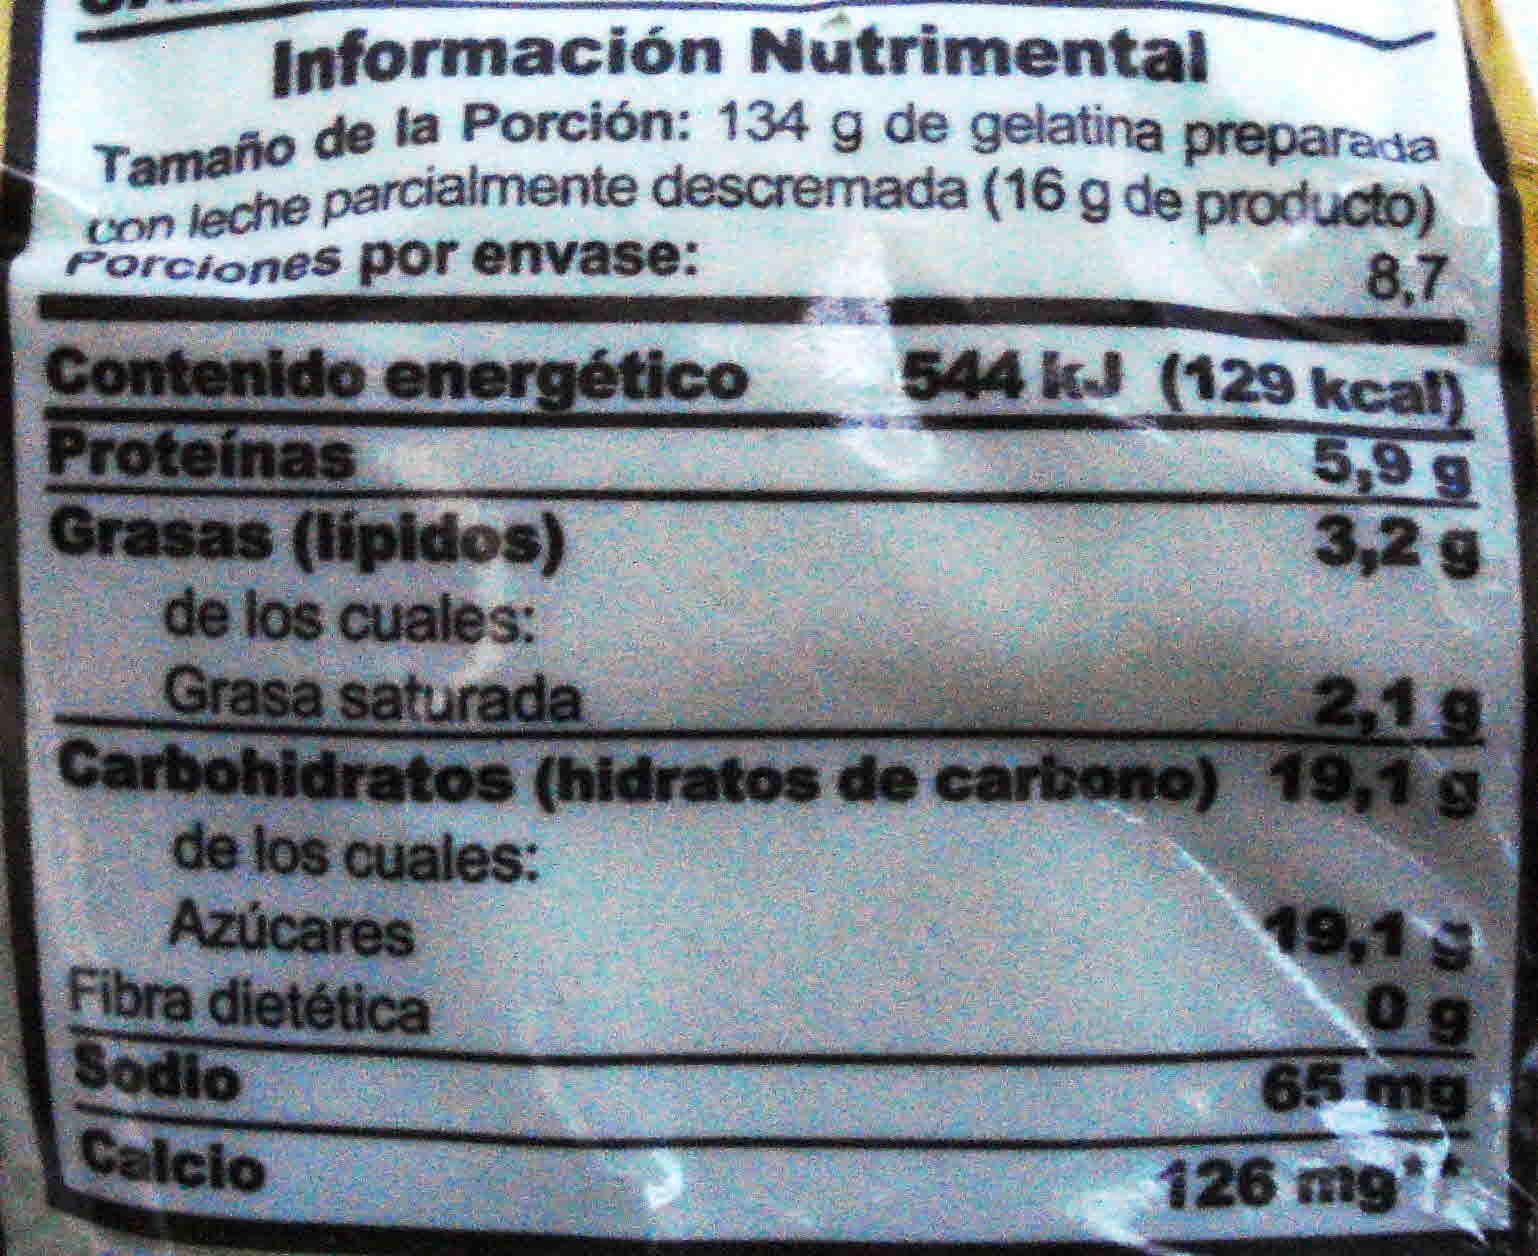 Información Nutrimental
Tamaño de la Porción: 134 g de gelatina preparada
con leche parcialmente descremada (16 g de producto)
Porciones por envase: 8,7
Contenido energético 544 kJ (129 kcal)
Proteínas 5,9 g
Grasas (lípidos) 3,2 g
de los cuales:
Grasa saturada 2,1 g
Carbohidratos (hidratos de carbono) 19,1 g
de los cuales:
Azúcares 19,1 g
Fibra dietética 0 g
Sodio 65 mg
Calcio 126 mg**